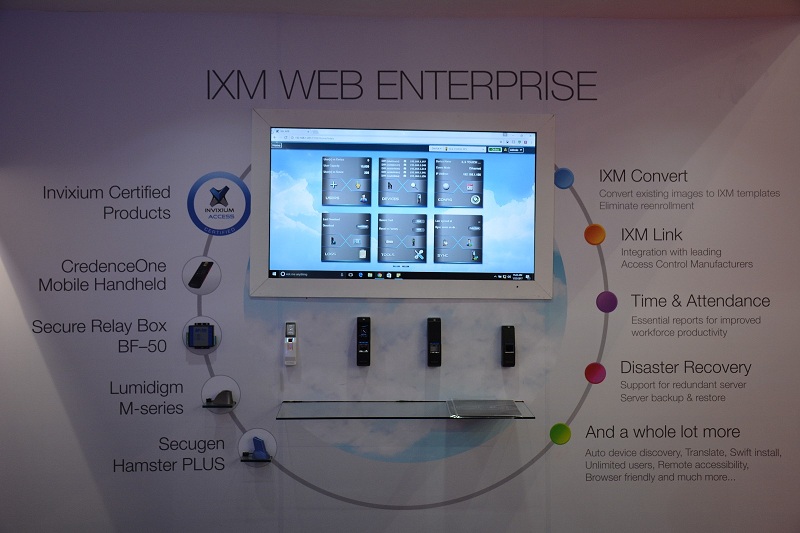 IXM WEB ENTERPRISE
Invixium Certified
Products
INVIXIUM
ACCESS
CERTIFIED
CredenceOne
Mobile Handheld
Secure Relay Box
BF–50
Lumidigm
M-series
Secugen
Hamster PLUS
IXM Convert
Convert existing images to IXM templates
Eliminate reenrollment
IXM Link
Integration with leading
Access Control Manufacturers
Time & Attendance
Essential reports for improved
workforce productivity
Disaster Recovery
Support for redundant server
Server backup & restore
And a whole lot more
Auto device discovery, Translate, Swift install,
Unlimited users, Remote accessibility,
Browser friendly and much more...